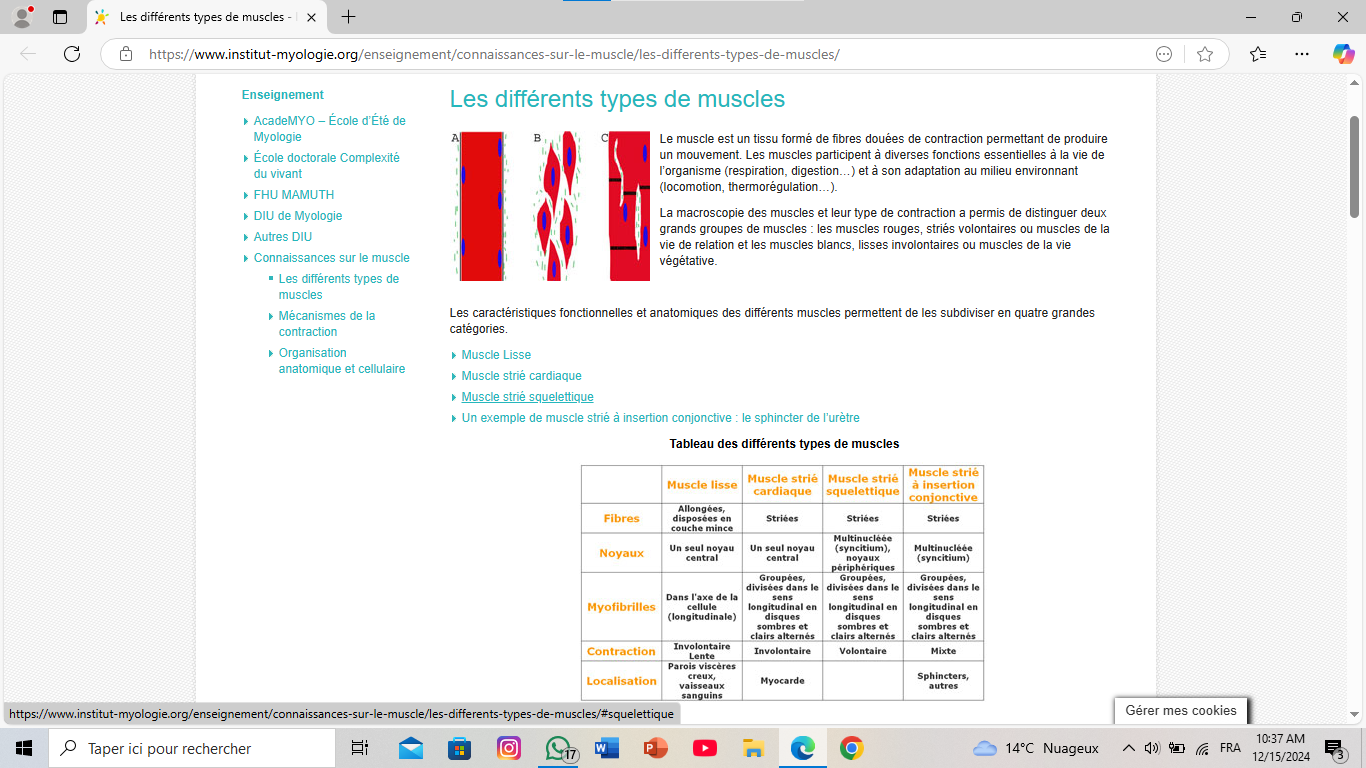 Les différents types de muscles -
https://www.institut-myologie.org/enseignement/connaissances-sur-le-muscle/les-differents-types-de-muscles/
Enseignement
AcadeMYO – École d'Été de
Myologie
École doctorale Complexité
du vivant
FHU MAMUTH
DIU de Myologie
Autres DIU
Connaissances sur le muscle
Les différents types de
muscles
Mécanismes de la
contraction
Organisation
anatomique et cellulaire
Les différents types de muscles
A B C
Le muscle est un tissu formé de fibres douées de contraction permettant de produire
un mouvement. Les muscles participent à diverses fonctions essentielles à la vie de
l'organisme (respiration, digestion…) et à son adaptation au milieu environnant
(locomotion, thermorégulation…).
La macroscopie des muscles et leur type de contraction a permis de distinguer deux
grands groupes de muscles : les muscles rouges, striés volontaires ou muscles de la
vie de relation et les muscles blancs, lisses involontaires ou muscles de la vie
végétative.
Les caractéristiques fonctionnelles et anatomiques des différents muscles permettent de les subdiviser en quatre grandes
catégories.
Muscle Lisse
Muscle strié cardiaque
Muscle strié squelettique
Un exemple de muscle strié à insertion conjonctive : le sphincter de l'urètre
Tableau des différents types de muscles
Muscle lisse
Muscle strié
cardiaque
Muscle strié
squelettique
Muscle strié
à insertion
conjonctive
Fibres
Allongées,
disposées en
couche mince
Striées
Striées
Striées
Noyaux
Un seul noyau
central
Un seul noyau
central
Multinucléée
(syncitium),
noyaux
périphériques
Multinucléée
(syncitium)
Myofibrilles
Dans l'axe de la
cellule
(longitudinale)
Groupées,
divisées dans le
sens
longitudinal en
disques
sombres et
clairs alternés
Groupées,
divisées dans le
sens
longitudinal en
disques
sombres et
clairs alternés
Groupées,
divisées dans le
sens
longitudinal en
disques
sombres et
clairs alternés
Contraction
Involontaire
Lente
Involontaire
Volontaire
Mixte
Localisation
Parois viscères
creux,
vaisseaux
sanguins
Myocarde
Sphincters,
autres
https://www.institut-myologie.org/enseignement/connaissances-sur-le-muscle/les-differents-types-de-muscles/#squelettique
Gérer mes cookies
Taper ici pour rechercher
17
14°C Nuageux
FRA
10:37 AM
12/15/2024
3